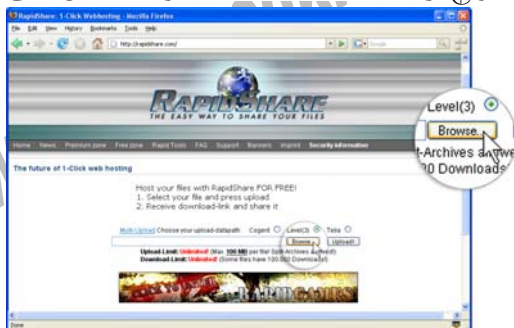 RapidShare: 1-Click Webhosting - Mozilla Firefox
File Edit View History Bookmarks Tools Help
http://rapidshare.com/
Google
RAPIDSHARE
THE EASY WAY TO SHARE YOUR FILES
Home News Premium zone Free zone Rapid Tools FAQ Support Banners Imprint Security information
The future of 1-Click web hosting
Host your files with RapidShare FOR FREE!
1. Select your file and press upload
2. Receive download-link and share it
Multi-Upload Choose your upload-datapath: Cogent Level(3) Telia
Browse... Upload!
Upload-Limit: Unlimited! (Max. 100 MB per file! Split-Archives
Download-Limit: Unlimited! (Some files have 100.000 Downloads!)
RAPIDGAMES
Done
Level(3)
Browse...
t-Archives
00 Downloads